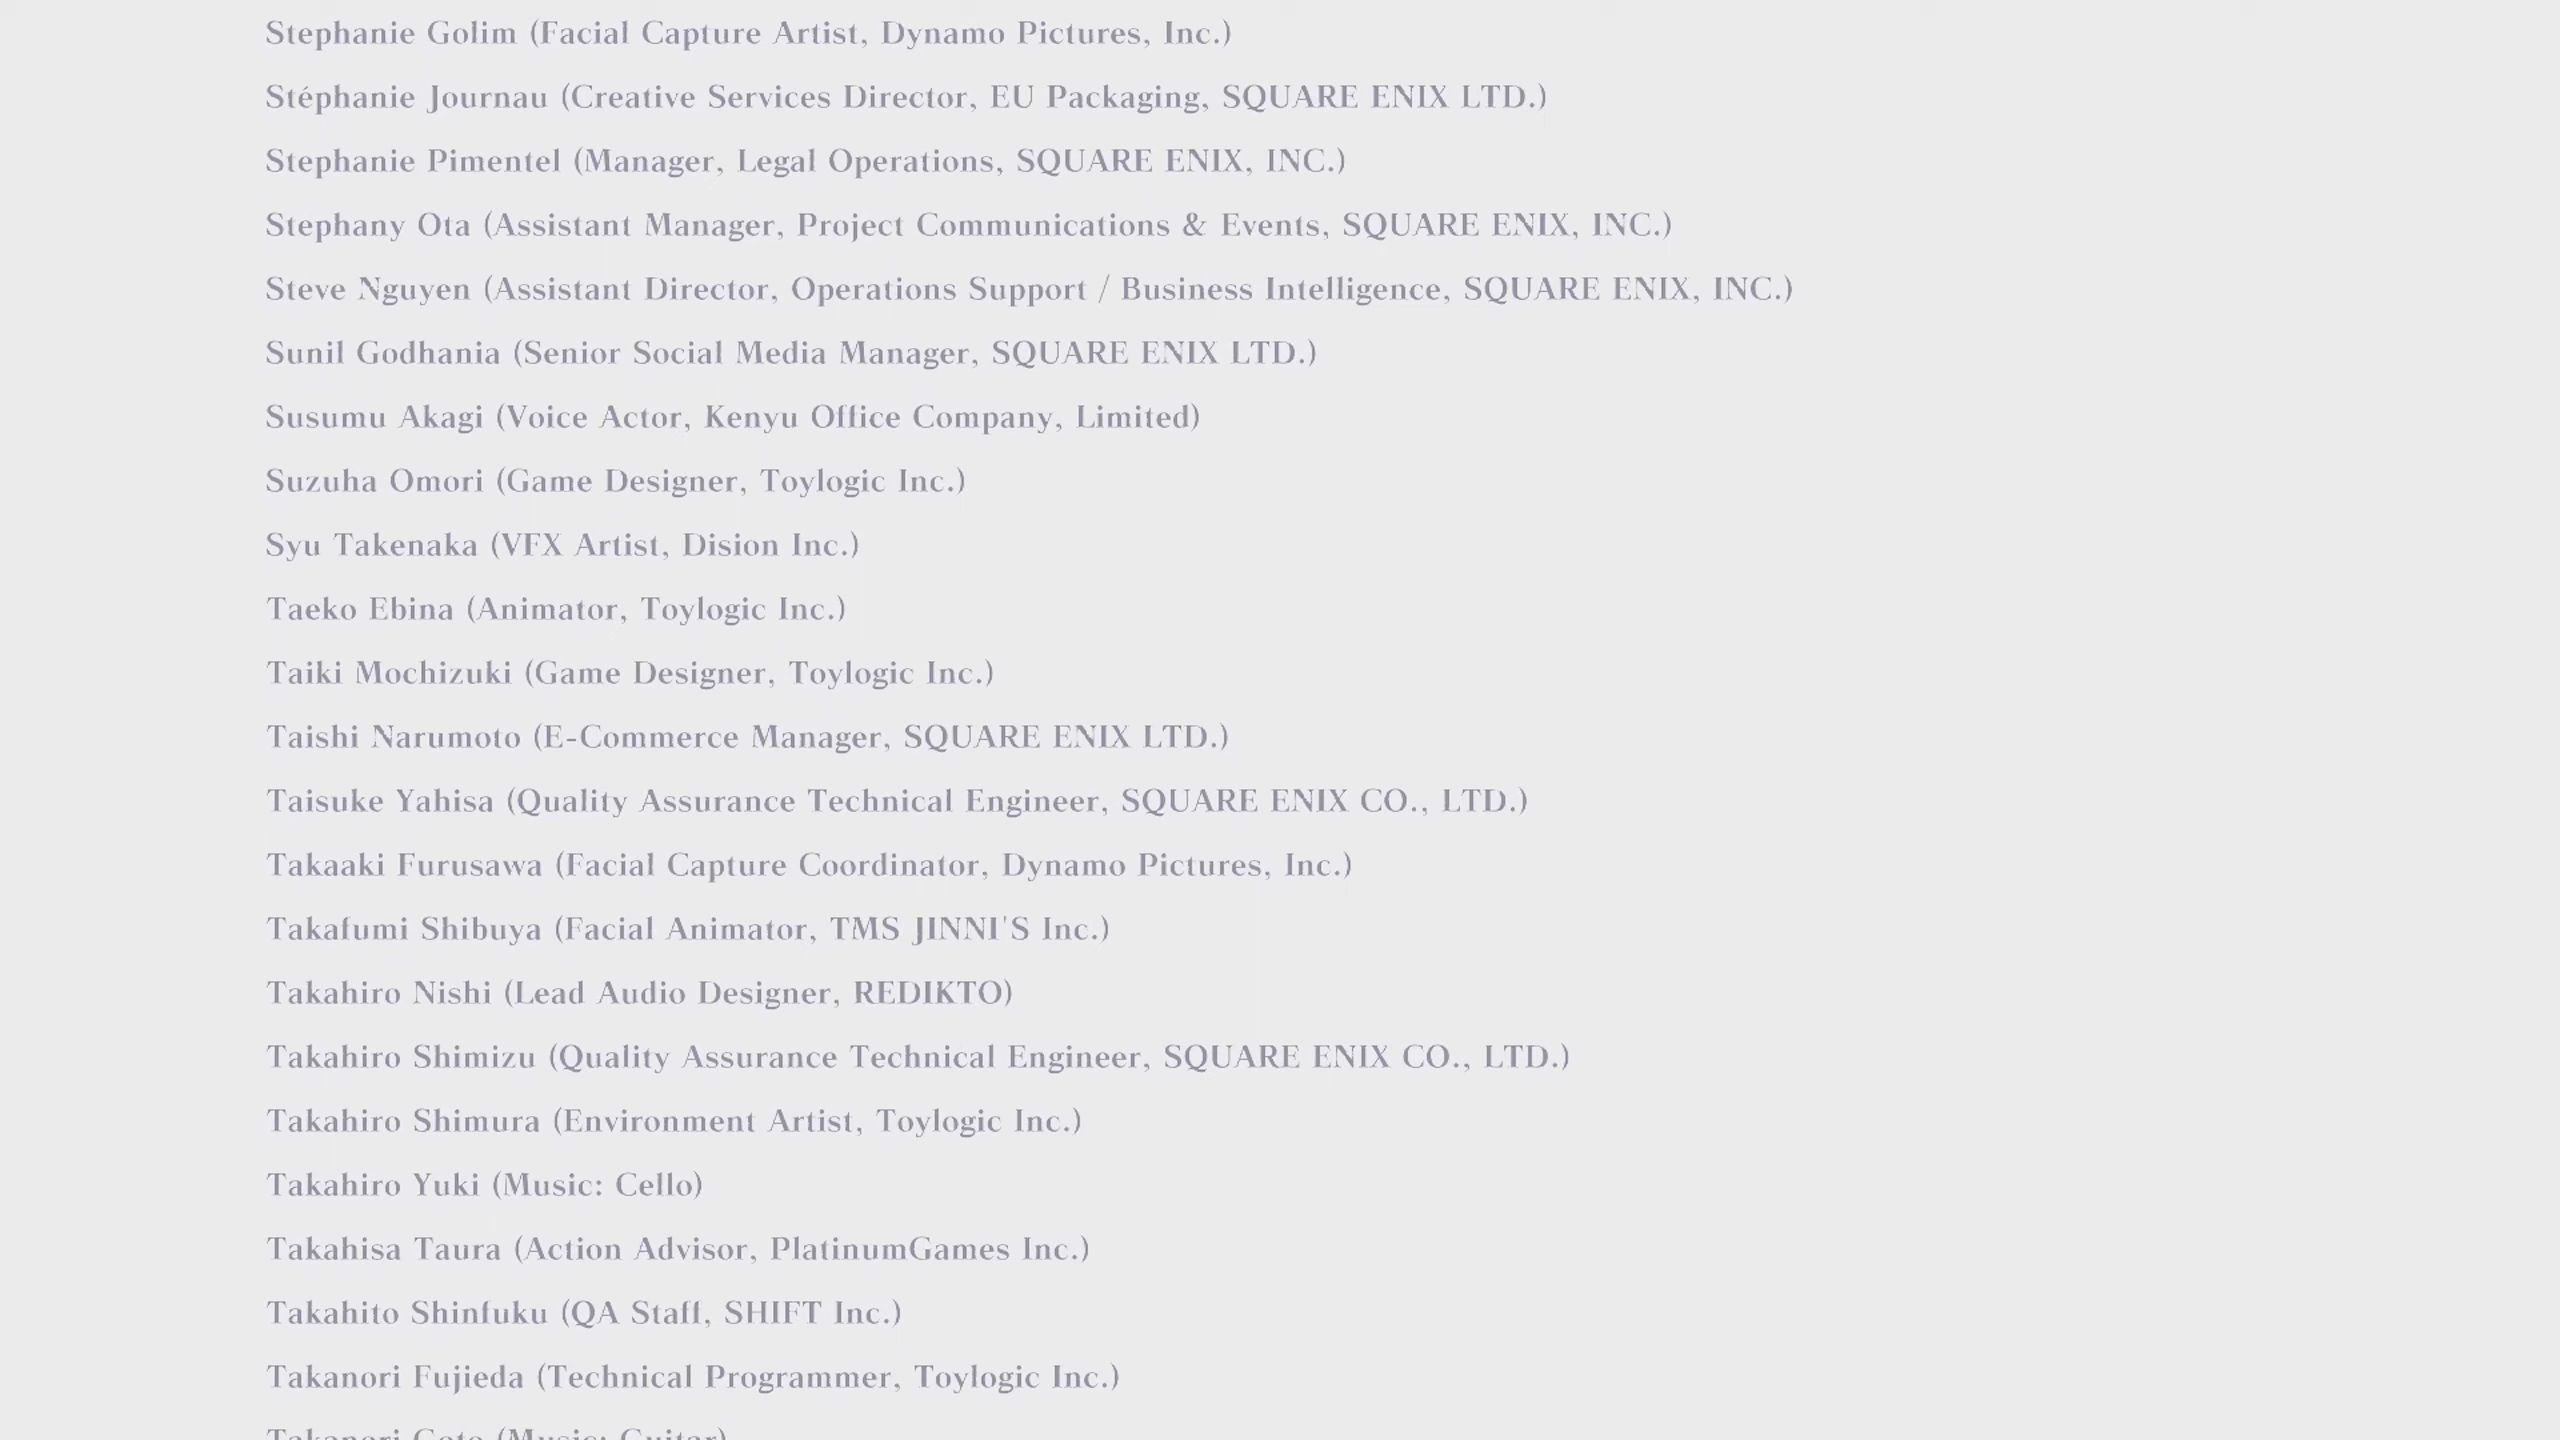 Stephanie Golim (Facial Capture Artist, Dynamo Pictures, Inc.)
Stéphanie Journau (Creative Services Director, EU Packaging, SQUARE ENIX LTD.)
Stephanie Pimentel (Manager, Legal Operations, SQUARE ENIX, INC.)
Stephany Ota (Assistant Manager, Project Communications & Events, SQUARE ENIX, INC.)
Steve Nguyen (Assistant Director, Operations Support / Business Intelligence, SQUARE ENIX, INC.)
Sunil Godhania (Senior Social Media Manager, SQUARE ENIX LTD.)
Susumu Akagi (Voice Actor, Kenyu Office Company, Limited)
Suzuha Omori (Game Designer, Toylogic Inc.)
Syu Takenaka (VFX Artist, Dision Inc.)
Taeko Ebina (Animator, Toylogic Inc.)
Taiki Mochizuki (Game Designer, Toylogic Inc.)
Taishi Narumoto (E-Commerce Manager, SQUARE ENIX LTD.)
Taisuke Yahisa (Quality Assurance Technical Engineer, SQUARE ENIX CO., LTD.)
Takaaki Furusawa (Facial Capture Coordinator, Dynamo Pictures, Inc.)
Takafumi Shibuya (Facial Animator, TMS JINNI'S Inc.)
Takahiro Nishi (Lead Audio Designer, REDIKTO)
Takahiro Shimizu (Quality Assurance Technical Engineer, SQUARE ENIX CO., LTD.)
Takahiro Shimura (Environment Artist, Toylogic Inc.)
Takahiro Yuki (Music: Cello)
Takahisa Taura (Action Advisor, PlatinumGames Inc.)
Takahito Shinfuku (QA Staff, SHIFT Inc.)
Takanori Fujieda (Technical Programmer, Toylogic Inc.)
Takanori Goto (Music: Guitar)